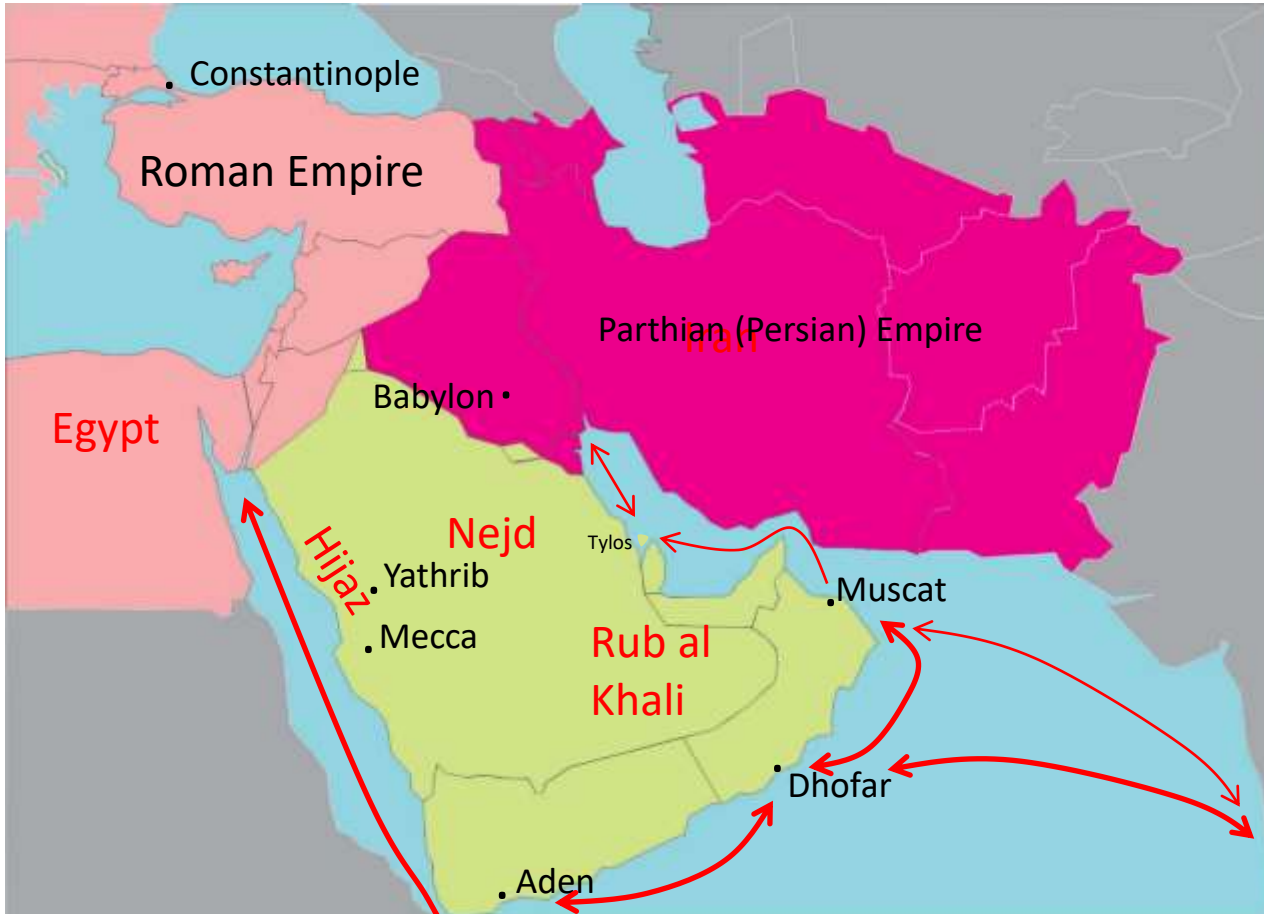 Constantinople
Roman Empire
Parthian (Persian) Empire
Iran
Babylon
Egypt
Nejd
Tylos
Hijaz
Yathrib
Muscat
Mecca
Rub al
Khali
Dhofar
Aden